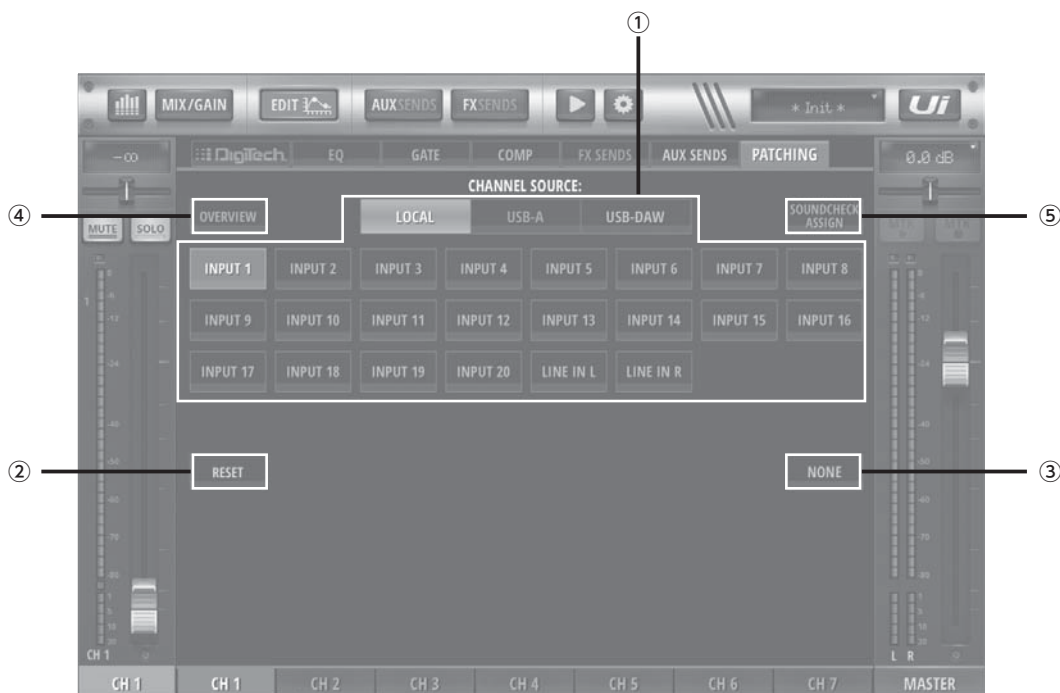 ①
MIX/GAIN EDIT AUXSENDS FXSENDS * Init. * Ui
-∞ DigiTech EQ GATE COMP FX SENDS AUX SENDS PATCHING 0.0 dB
CHANNEL SOURCE:
④ OVERVIEW LOCAL USB-A USB-DAW SOUNDCHECK ASSIGN ⑤
MUTE SOLO
INPUT 1 INPUT 2 INPUT 3 INPUT 4 INPUT 5 INPUT 6 INPUT 7 INPUT 8
INPUT 9 INPUT 10 INPUT 11 INPUT 12 INPUT 13 INPUT 14 INPUT 15 INPUT 16
INPUT 17 INPUT 18 INPUT 19 INPUT 20 LINE IN L LINE IN R
② RESET NONE ③
CH 1 L R
CH 1 CH 1 CH 2 CH 3 CH 4 CH 5 CH 6 CH 7 MASTER